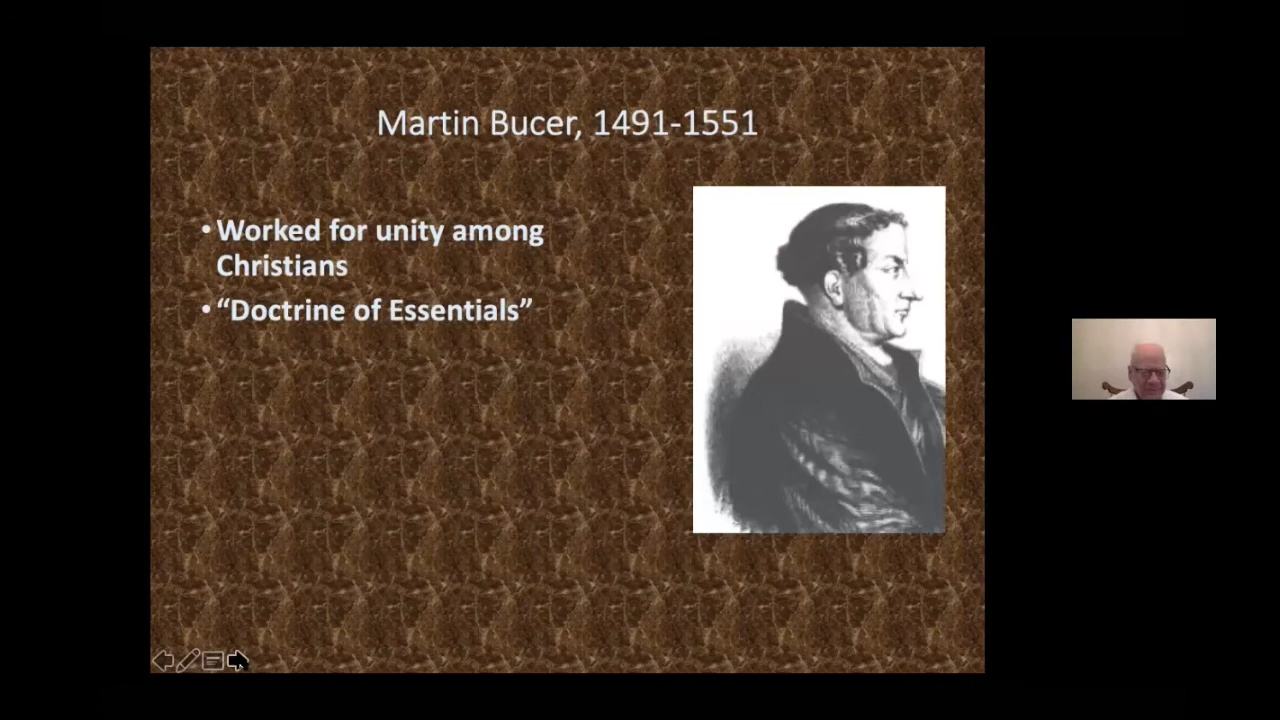 Martin Bucer, 1491-1551
• Worked for unity among
Christians
• “Doctrine of Essentials”